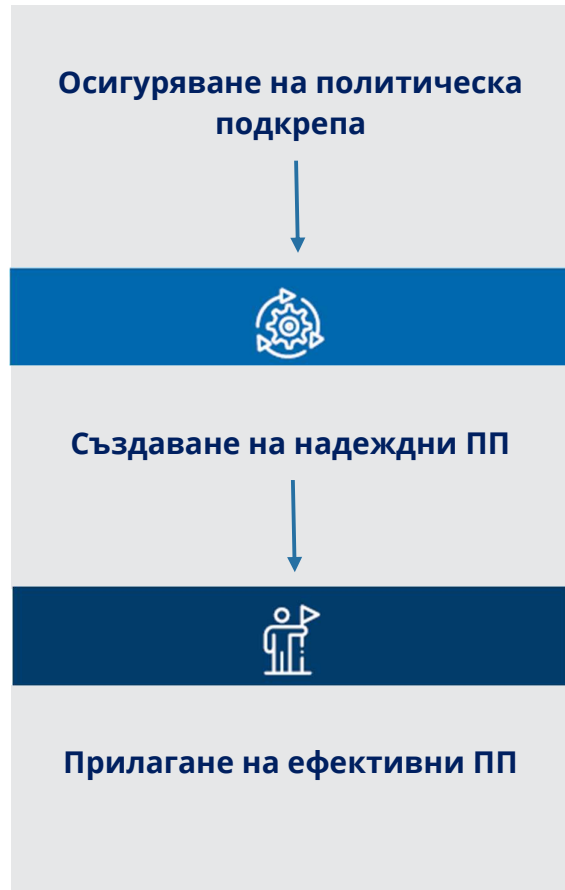 Осигуряване на политическа
подкрепа
Създаване на надеждни ПП
Прилагане на ефективни ПП